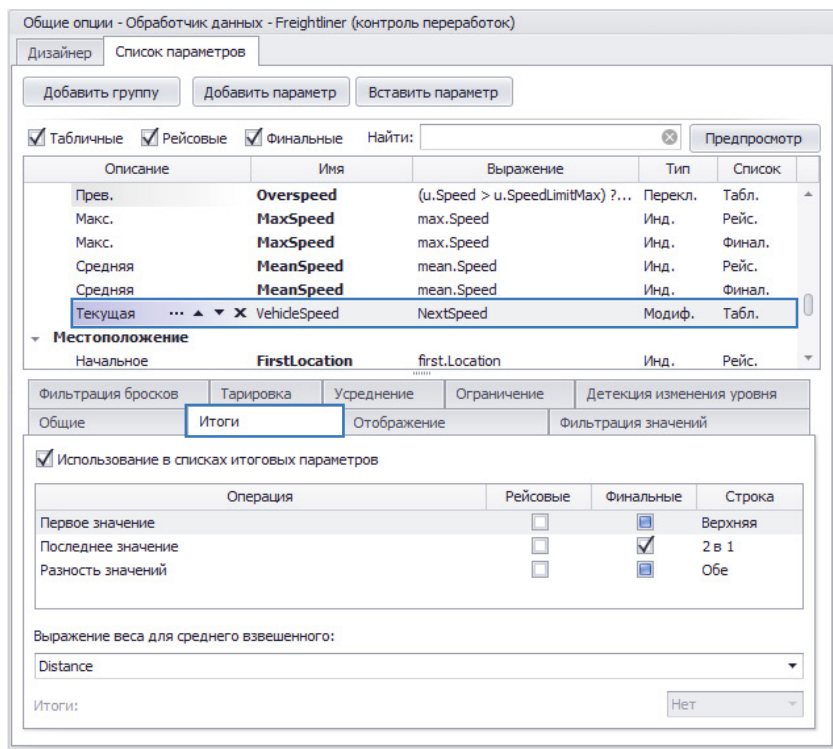 Общие опции - Обработчик данных - Freightliner (контроль переработок)
Дизайнер Список параметров
Добавить группу Добавить параметр Вставить параметр
Табличные Рейсовые Финальные Найти: Предпросмотр
Описание Имя Выражение Тип Список
Прев. Overspeed (u.Speed > u.SpeedLimitMax) ?... Перекл. Табл.
Макс. MaxSpeed max.Speed Инд. Рейс.
Макс. MaxSpeed max.Speed Инд. Финал.
Средняя MeanSpeed mean.Speed Инд. Рейс.
Средняя MeanSpeed mean.Speed Инд. Финал.
Текущая ... VehicleSpeed NextSpeed Модиф. Табл.
Местоположение
Начальное FirstLocation first.Location Инд. Рейс.
Фильтрация бросков Тарировка Усреднение Ограничение Детекция изменения уровня
Общие Итоги Отображение Фильтрация значений
Использование в списках итоговых параметров
Операция Рейсовые Финальные Строка
Первое значение Верхняя
Последнее значение 2 в 1
Разность значений Обе
Выражение веса для среднего взвешенного:
Distance
Итоги: Нет